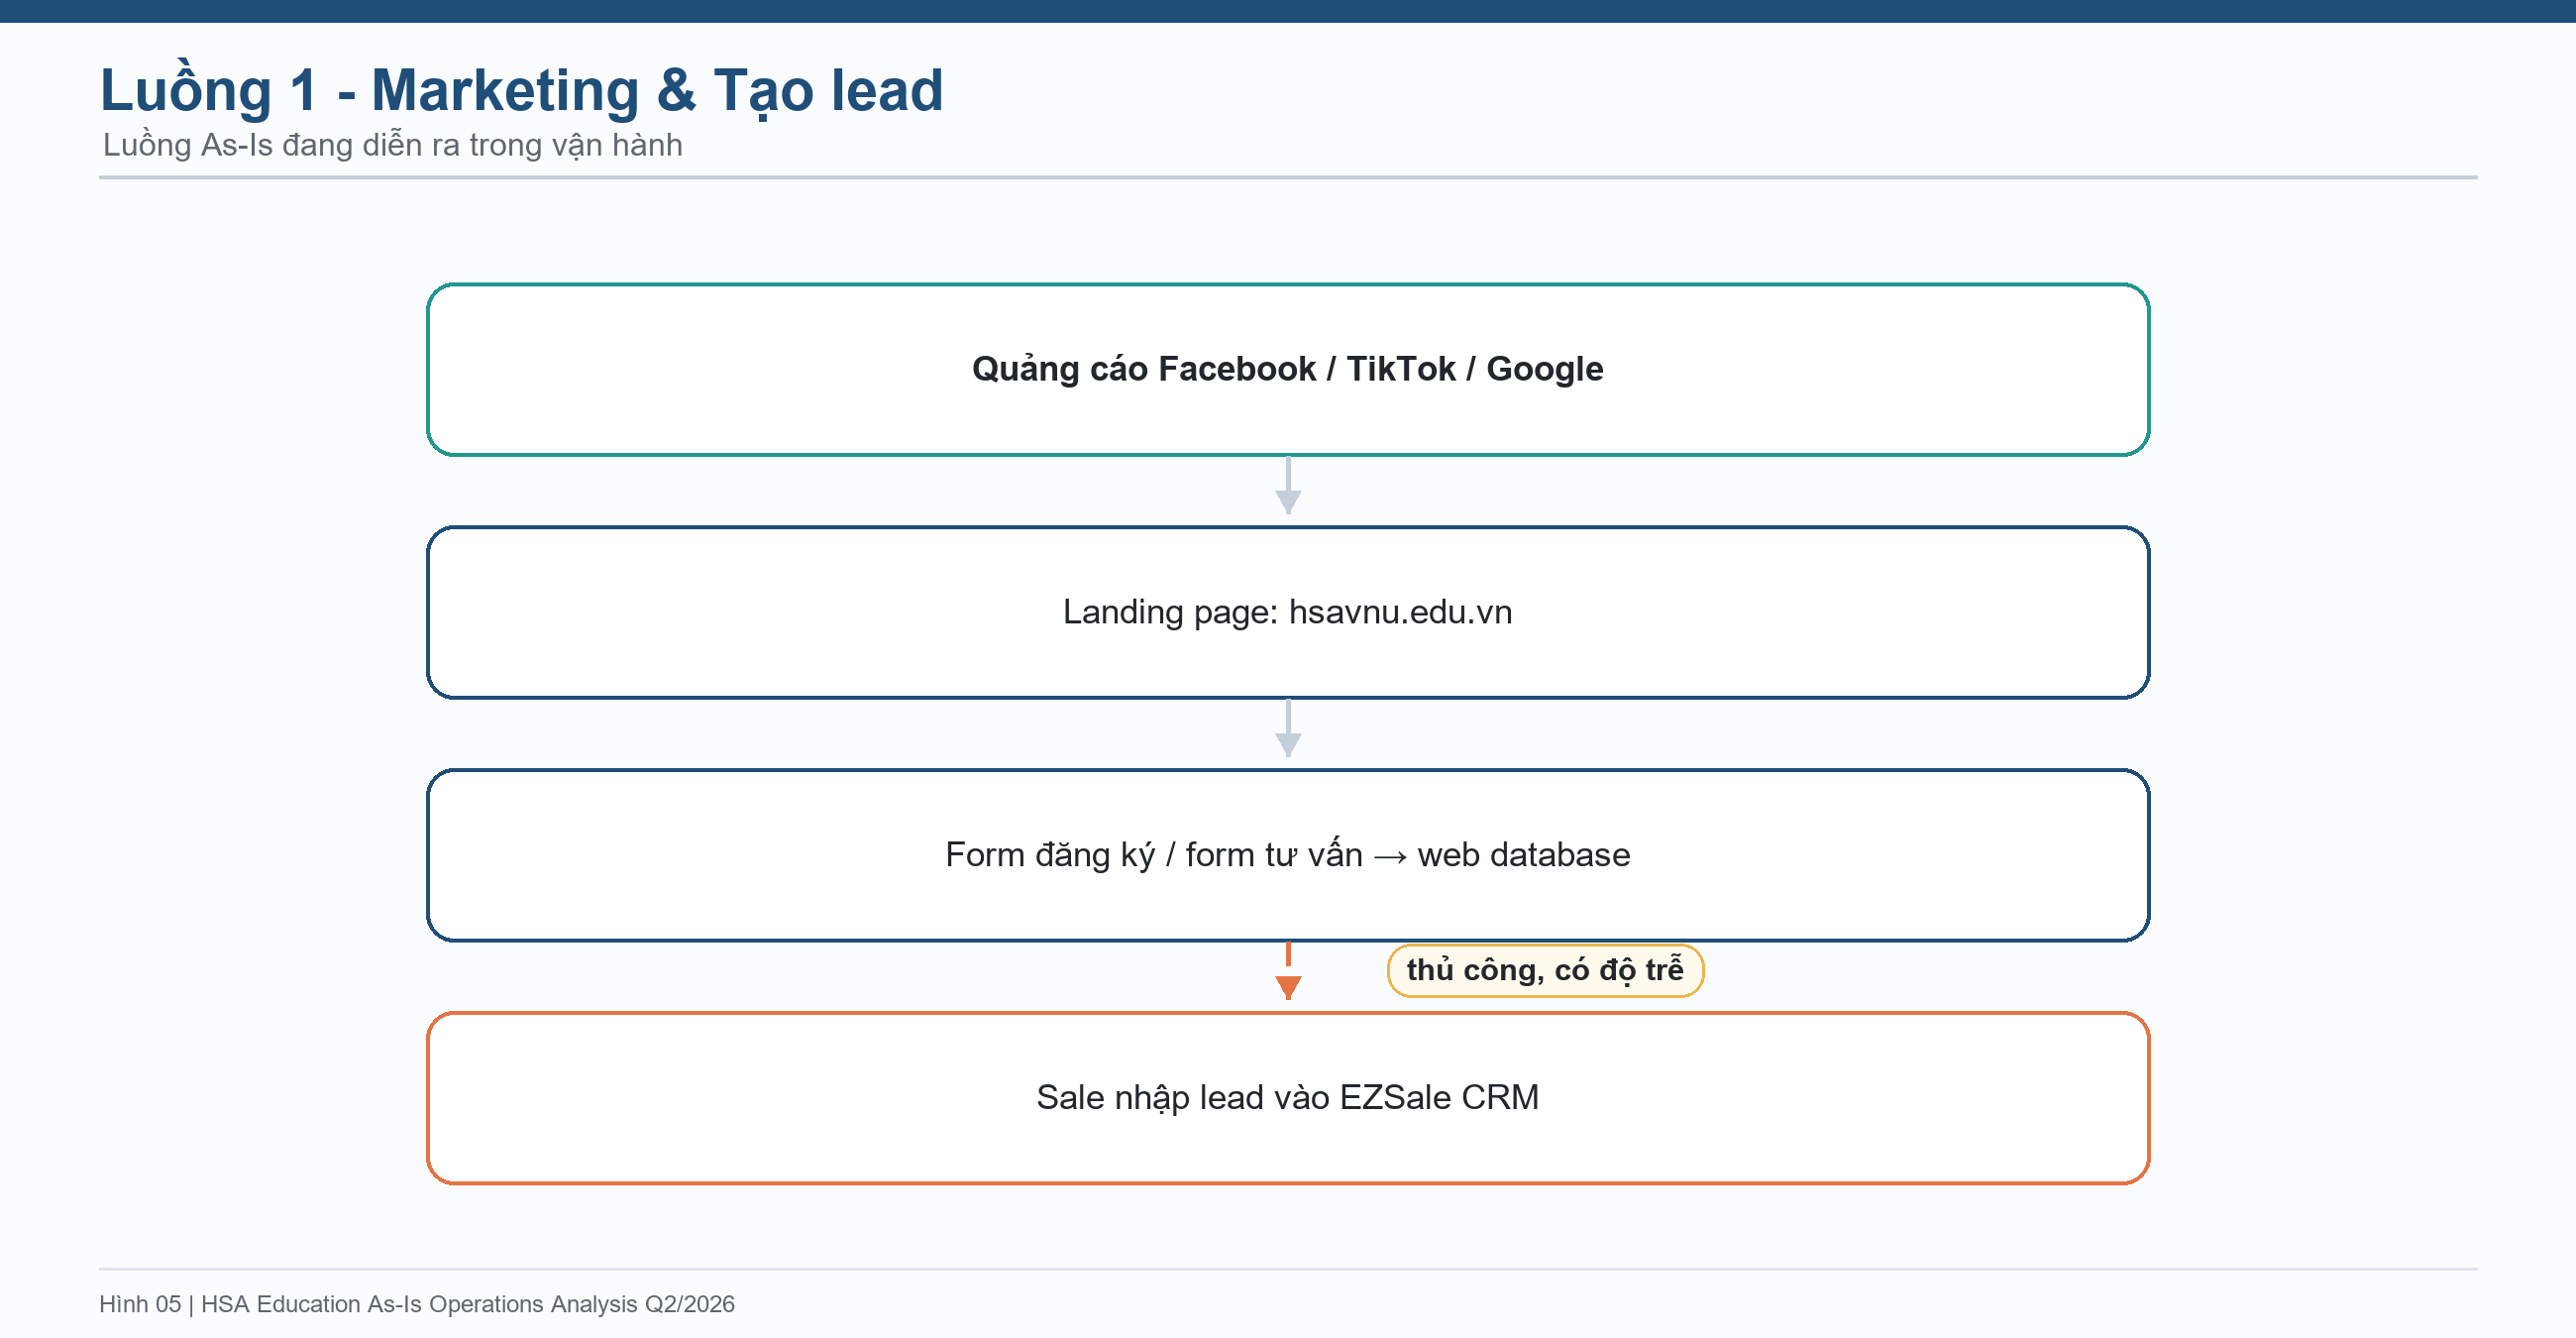 Luồng 1 - Marketing & Tạo lead
Luồng As-Is đang diễn ra trong vận hành
Quảng cáo Facebook / TikTok / Google
Landing page: hsavnu.edu.vn
Form đăng ký / form tư vấn → web database
thủ công, có độ trễ
Sale nhập lead vào EZSale CRM
Hình 05 | HSA Education As-Is Operations Analysis Q2/2026